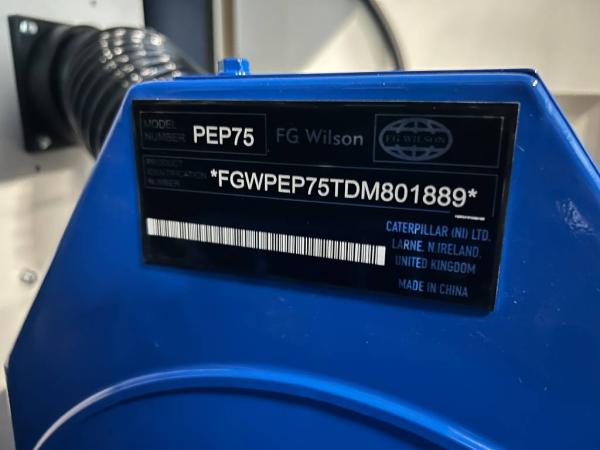 MODEL NUMBER PEP75 FG Wilson FG WILSON
PRODUCT
IDENTIFICATION
NUMBER
*FGWPEP75TDM801889*
CATERPILLAR (NI) LTD.
LARNE, N.IRELAND,
UNITED KINGDOM
MADE IN CHINA